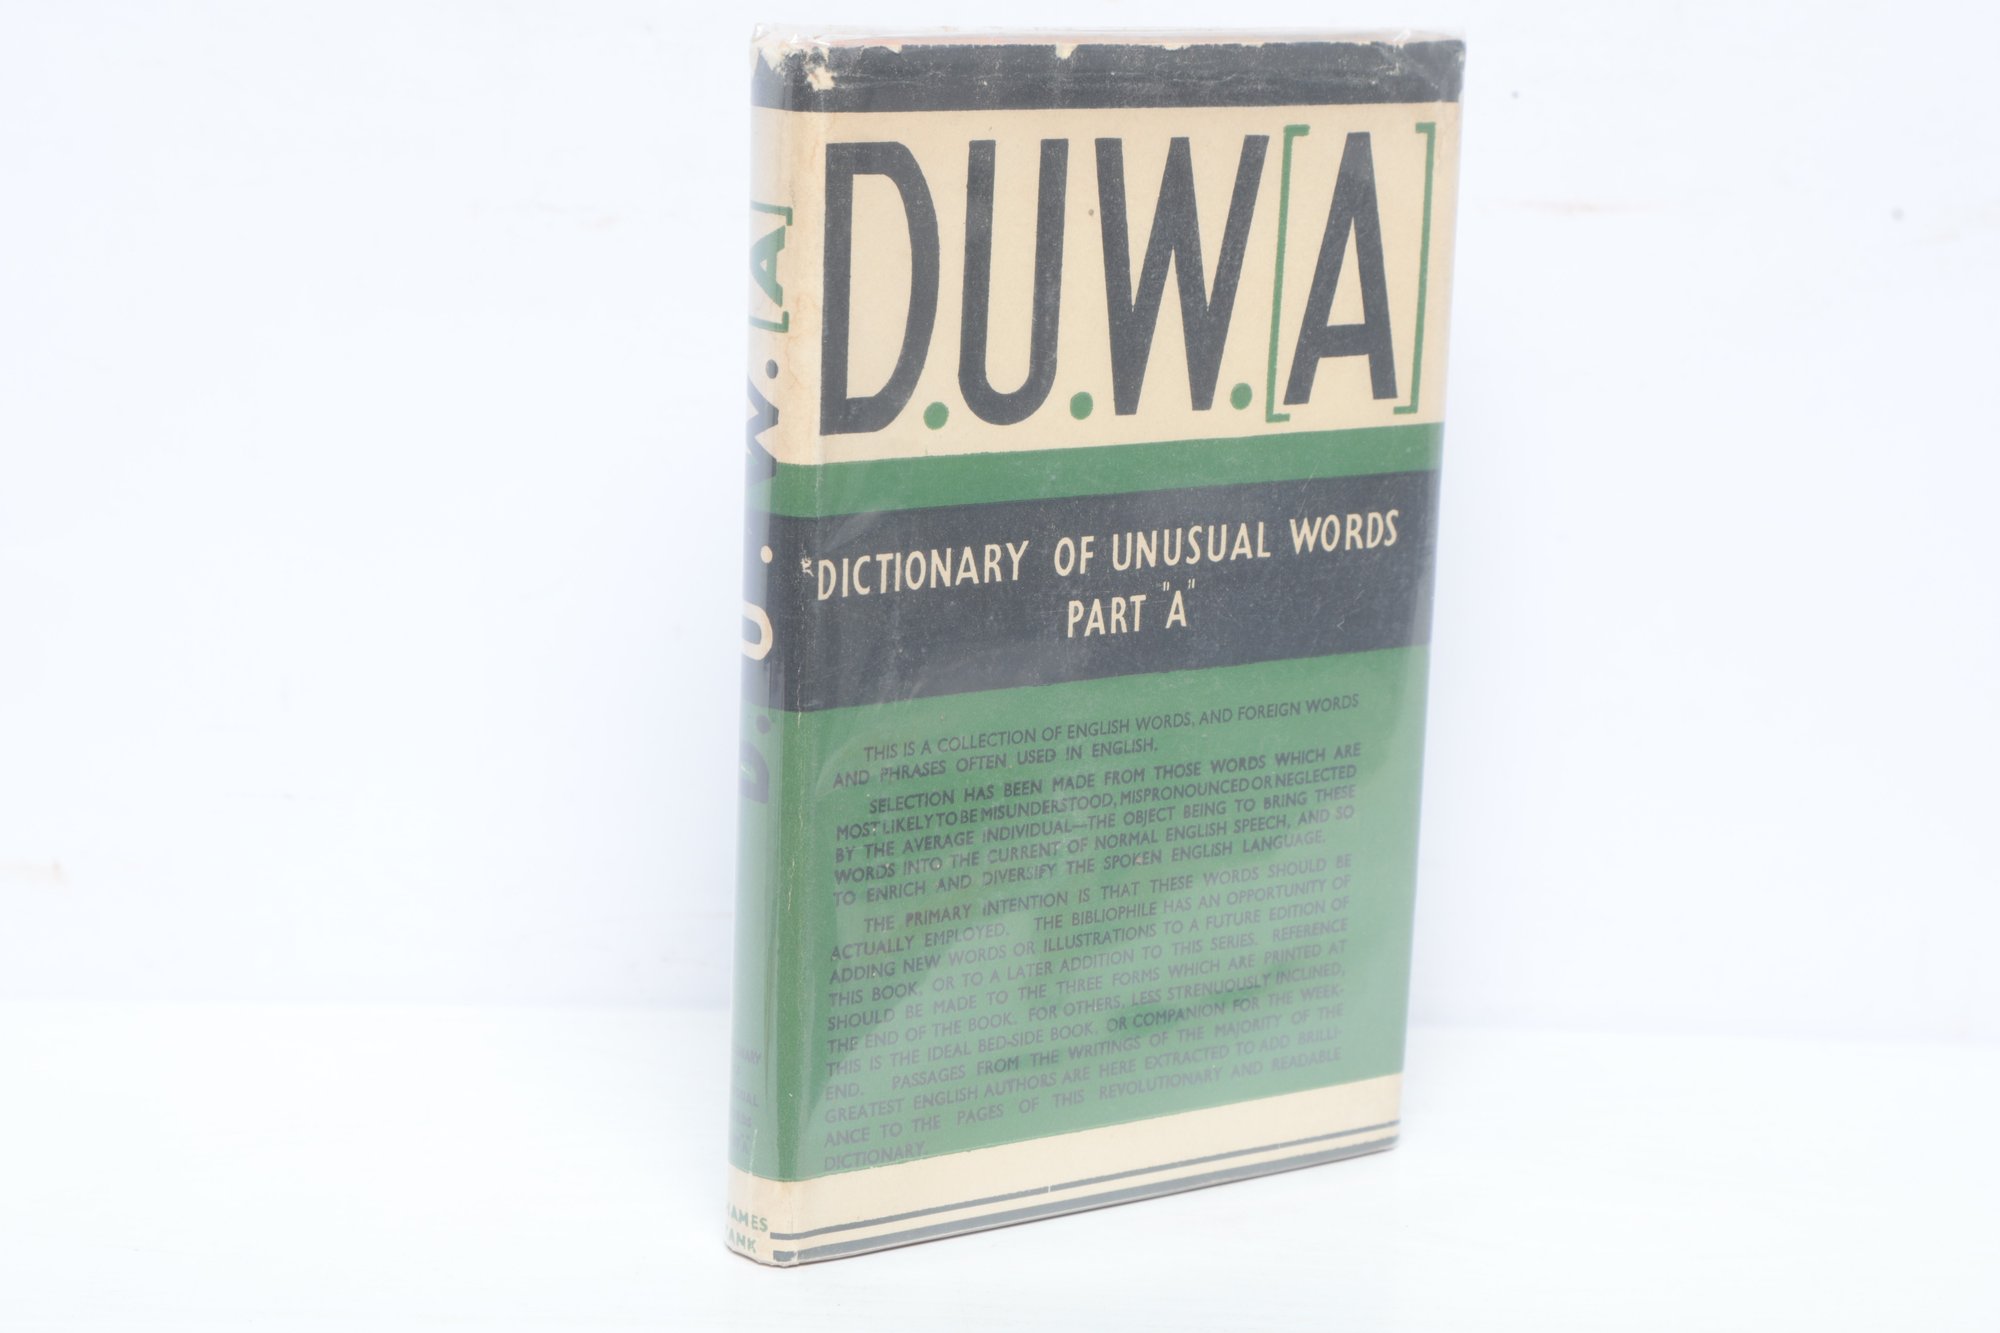 D.U.W.[A]
DICTIONARY OF UNUSUAL WORDS
PART "A"
THIS IS A COLLECTION OF ENGLISH WORDS, AND FOREIGN WORDS
AND PHRASES OFTEN USED IN ENGLISH.
SELECTION HAS BEEN MADE FROM THOSE WORDS WHICH ARE
MOST LIKELY TO BE MISUNDERSTOOD, MISPRONOUNCED OR NEGLECTED
BY THE AVERAGE INDIVIDUAL—THE OBJECT BEING TO BRING THESE
WORDS INTO THE CURRENT OF NORMAL ENGLISH SPEECH, AND SO
TO ENRICH AND DIVERSIFY THE SPOKEN ENGLISH LANGUAGE.
THE PRIMARY INTENTION IS THAT THESE WORDS SHOULD BE
ACTUALLY EMPLOYED. THE BIBLIOPHILE HAS AN OPPORTUNITY OF
ADDING NEW WORDS OR ILLUSTRATIONS TO A FUTURE EDITION OF
THIS BOOK, OR TO A LATER ADDITION TO THIS SERIES. REFERENCE
SHOULD BE MADE TO THE THREE FORMS WHICH ARE PRINTED AT
THE END OF THE BOOK. FOR OTHERS, LESS STRENUOUSLY INCLINED,
THIS IS THE IDEAL BED-SIDE BOOK, OR COMPANION FOR THE WEEK-
END. PASSAGES FROM THE WRITINGS OF THE MAJORITY OF THE
GREATEST ENGLISH AUTHORS ARE HERE EXTRACTED TO ADD BRILLI-
ANCE TO THE PAGES OF THIS REVOLUTIONARY AND READABLE
DICTIONARY.
D.U.W.[A]